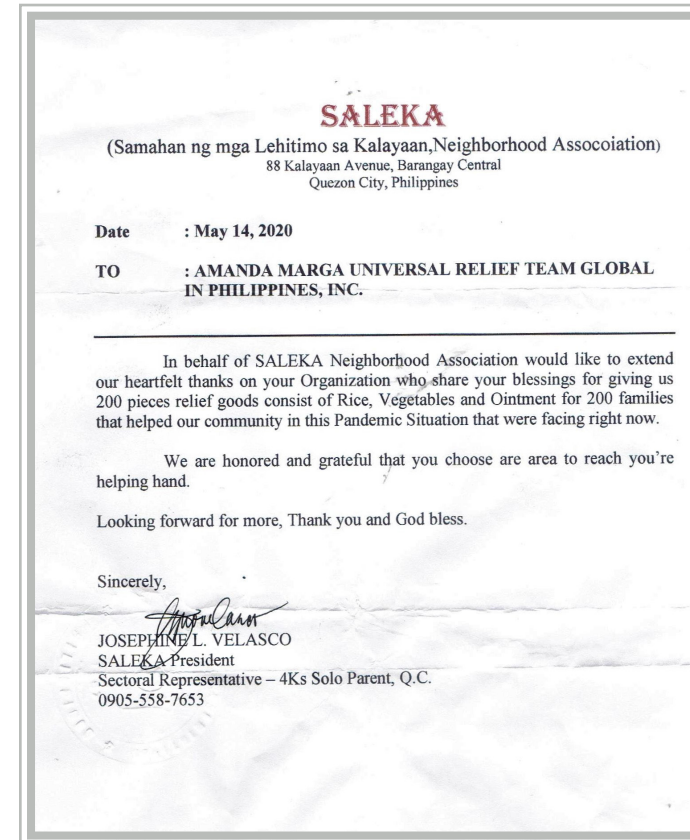 SALEKA
(Samahan ng mga Lehitimo sa Kalayaan,Neighborhood Assocoiation)
88 Kalayaan Avenue, Barangay Central
Quezon City, Philippines
Date : May 14, 2020
TO : AMANDA MARGA UNIVERSAL RELIEF TEAM GLOBAL
IN PHILIPPINES, INC.
In behalf of SALEKA Neighborhood Association would like to extend
our heartfelt thanks on your Organization who share your blessings for giving us
200 pieces relief goods consist of Rice, Vegetables and Ointment for 200 families
that helped our community in this Pandemic Situation that were facing right now.
We are honored and grateful that you choose are area to reach you're
helping hand.
Looking forward for more, Thank you and God bless.
Sincerely,
JOSEPHINE L. VELASCO
SALEKA President
Sectoral Representative – 4Ks Solo Parent, Q.C.
0905-558-7653